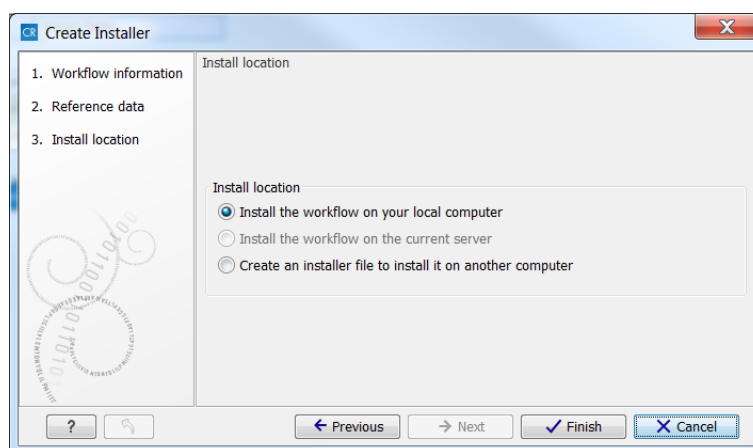 CR Create Installer
X
1. Workflow information
2. Reference data
3. Install location
Install location
Install location
Install the workflow on your local computer
Install the workflow on the current server
Create an installer file to install it on another computer
? Previous Next Finish Cancel